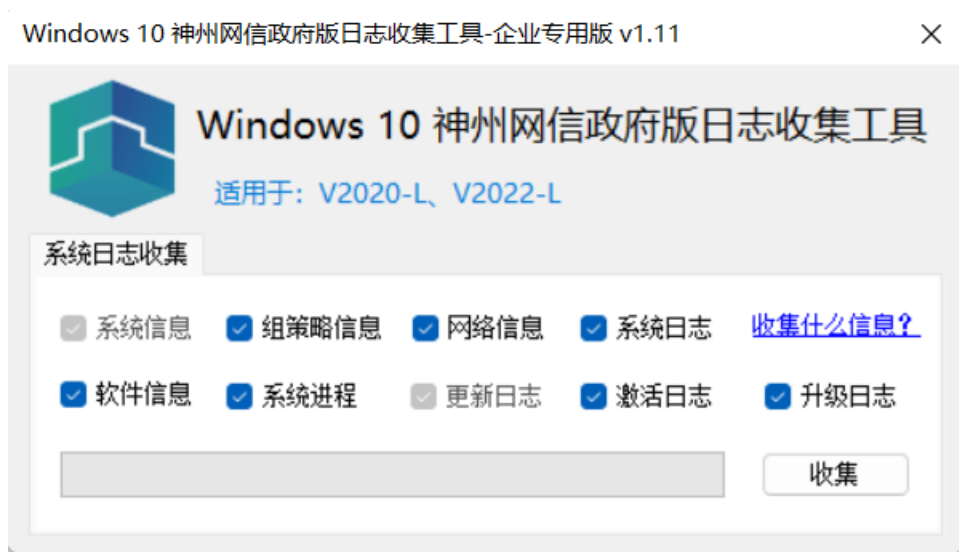 Windows 10 神州网信政府版日志收集工具-企业专用版 v1.11
Windows 10 神州网信政府版日志收集工具
适用于：V2020-L、V2022-L
系统日志收集
系统信息 组策略信息 网络信息 系统日志 收集什么信息？
软件信息 系统进程 更新日志 激活日志 升级日志
收集